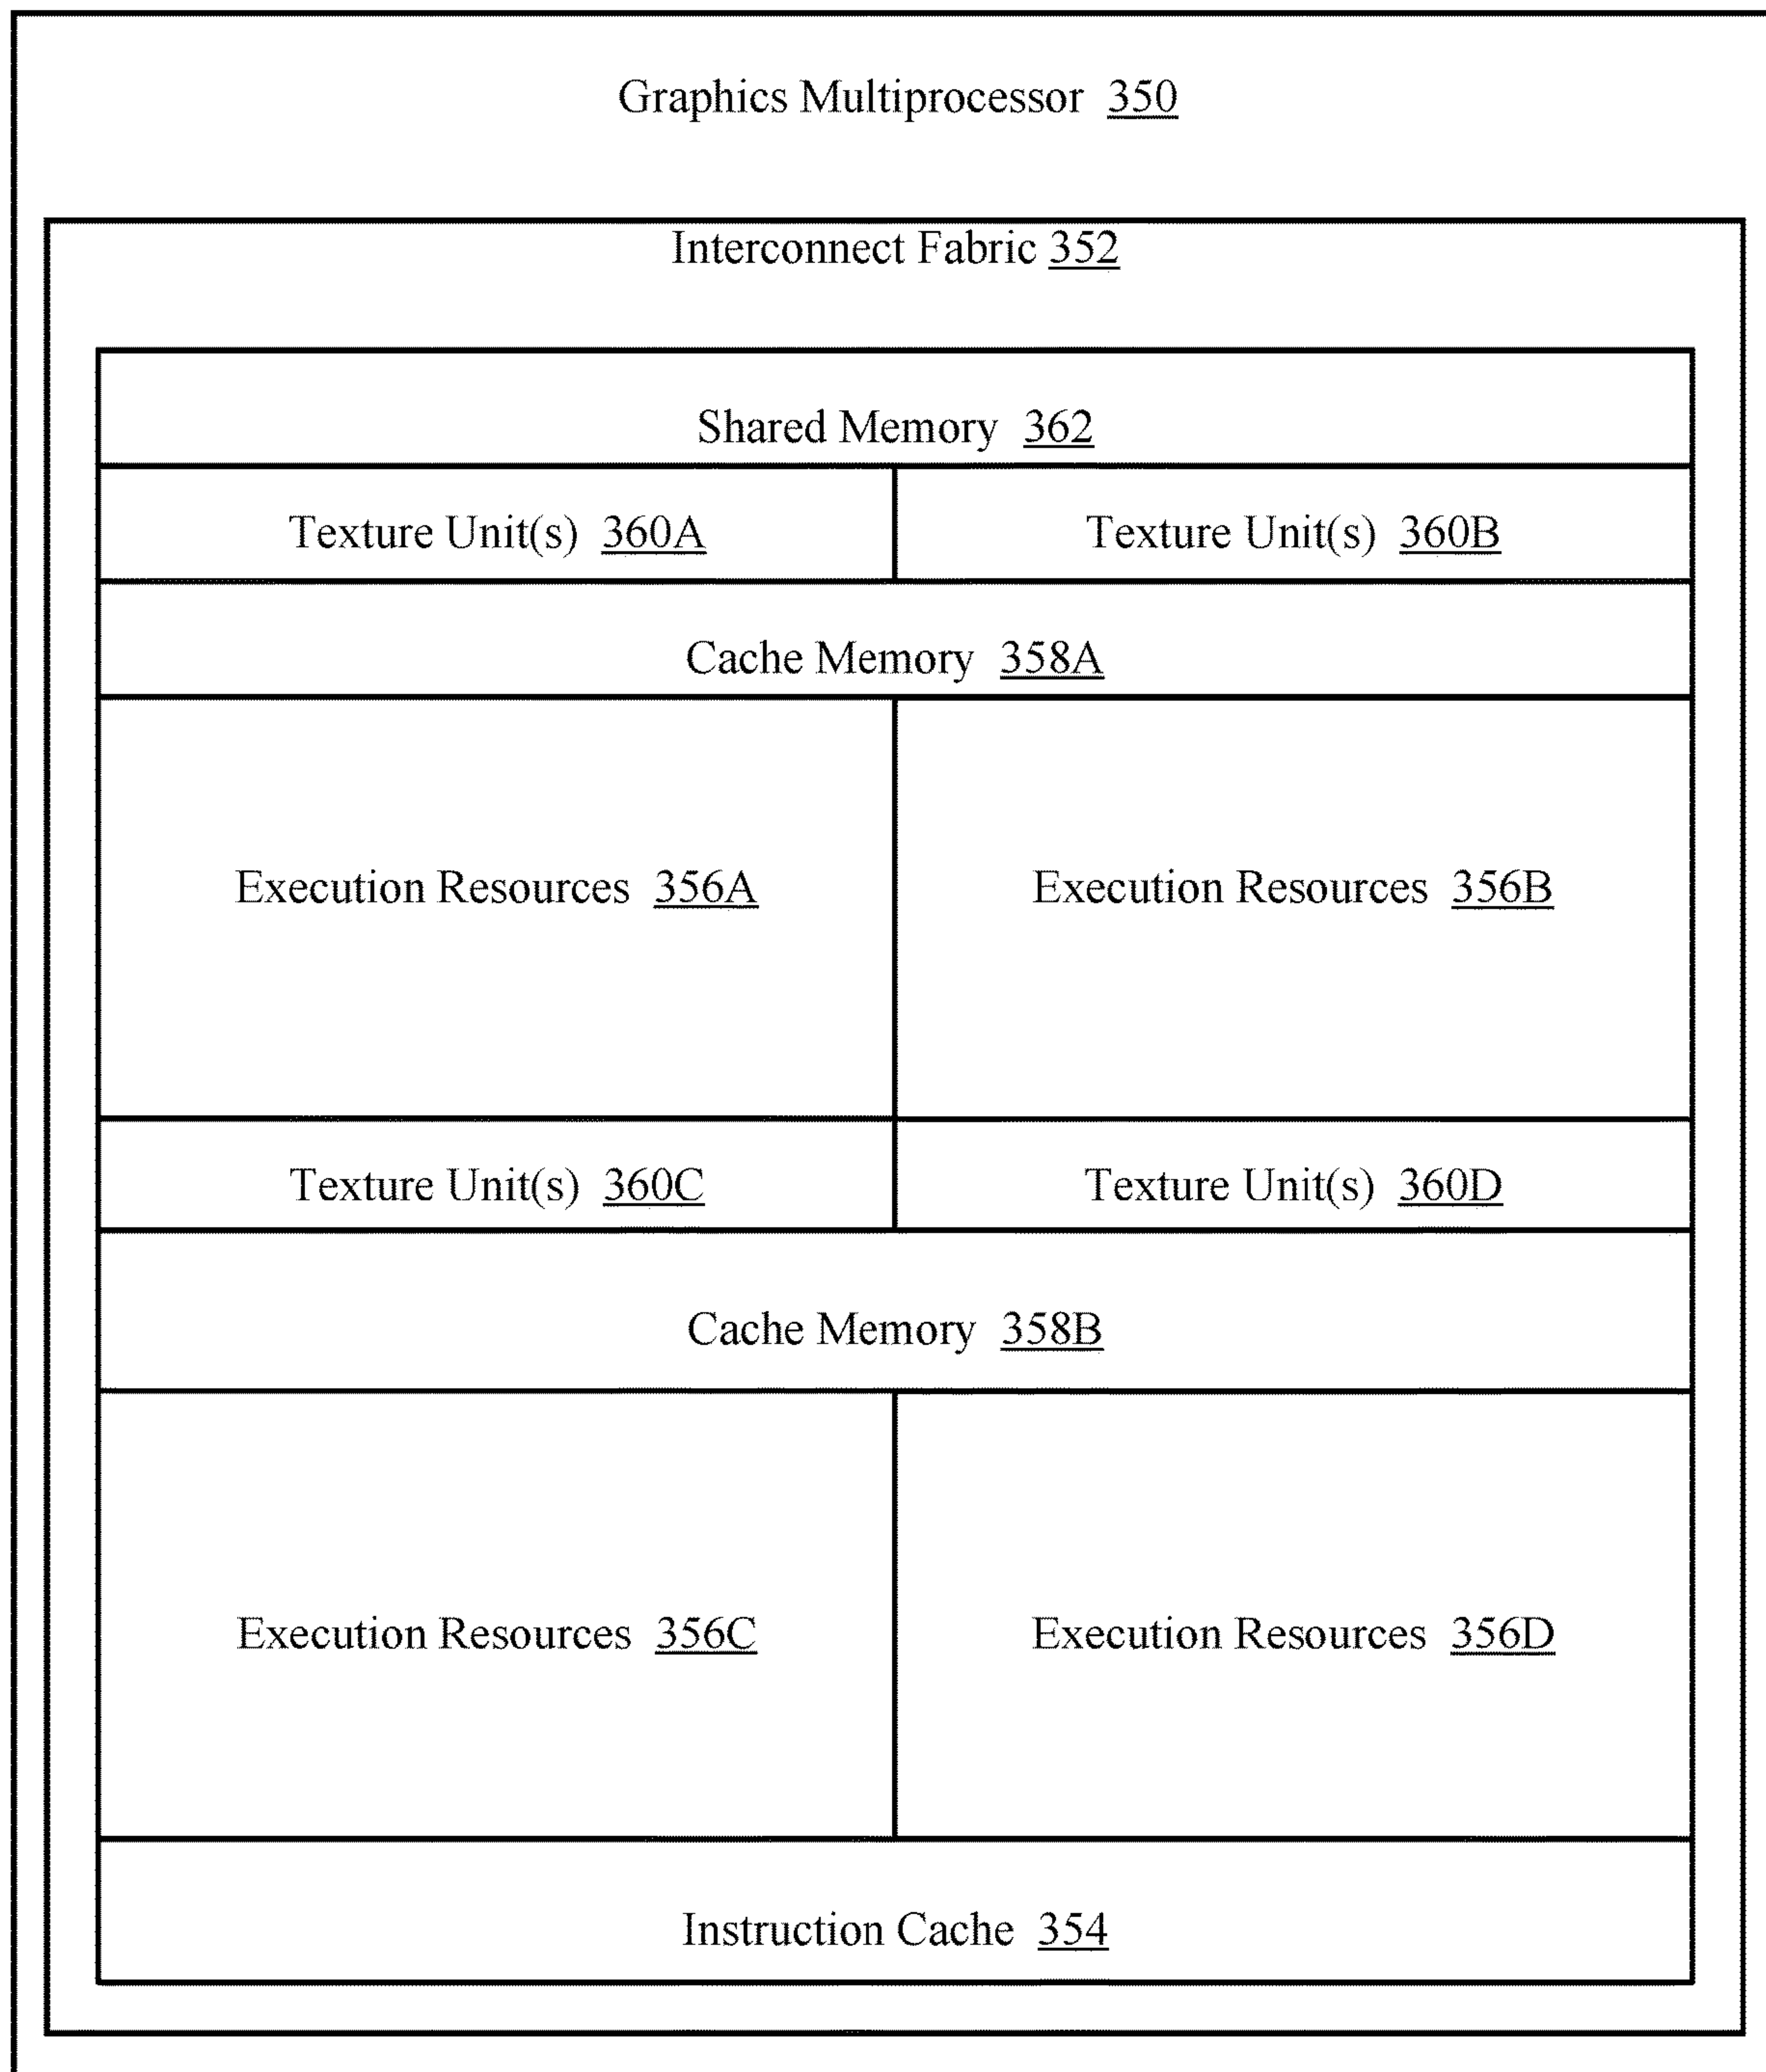 Graphics Multiprocessor 350
Interconnect Fabric 352
Shared Memory 362
Texture Unit(s) 360A
Texture Unit(s) 360B
Cache Memory 358A
Execution Resources 356A
Execution Resources 356B
Texture Unit(s) 360C
Texture Unit(s) 360D
Cache Memory 358B
Execution Resources 356C
Execution Resources 356D
Instruction Cache 354